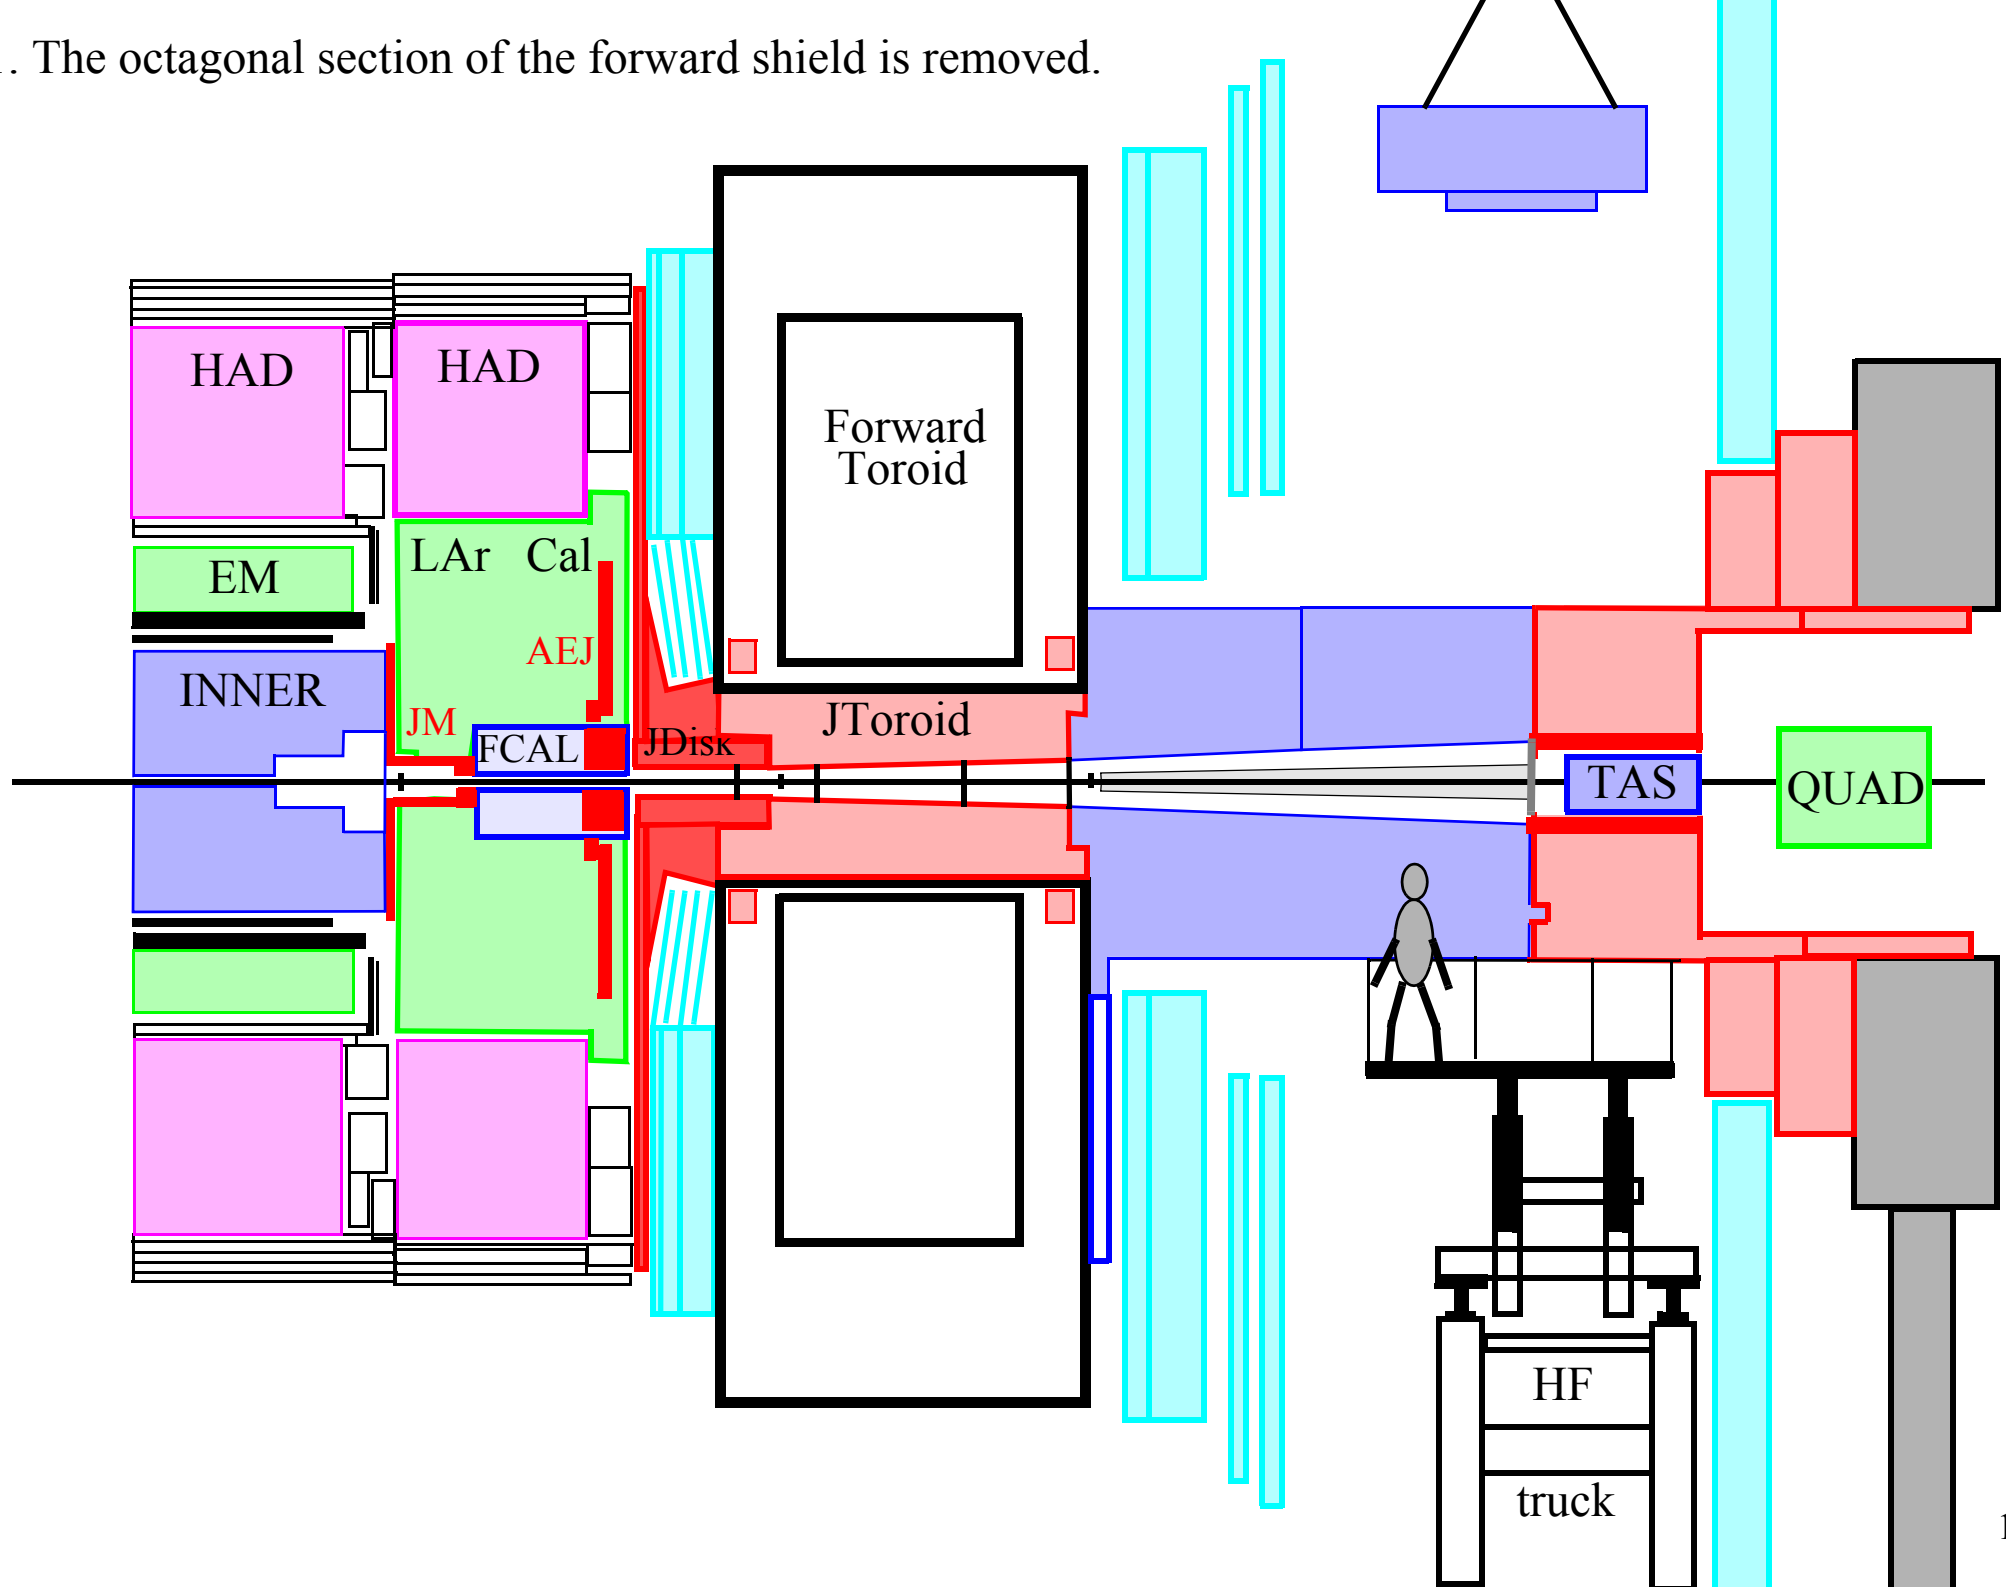 . The octagonal section of the forward shield is removed.
HAD
HAD
Forward
Toroid
LAr Cal
EM
AEJ
INNER
JM
JToroid
FCAL
JDisk
TAS
QUAD
HF
truck
1